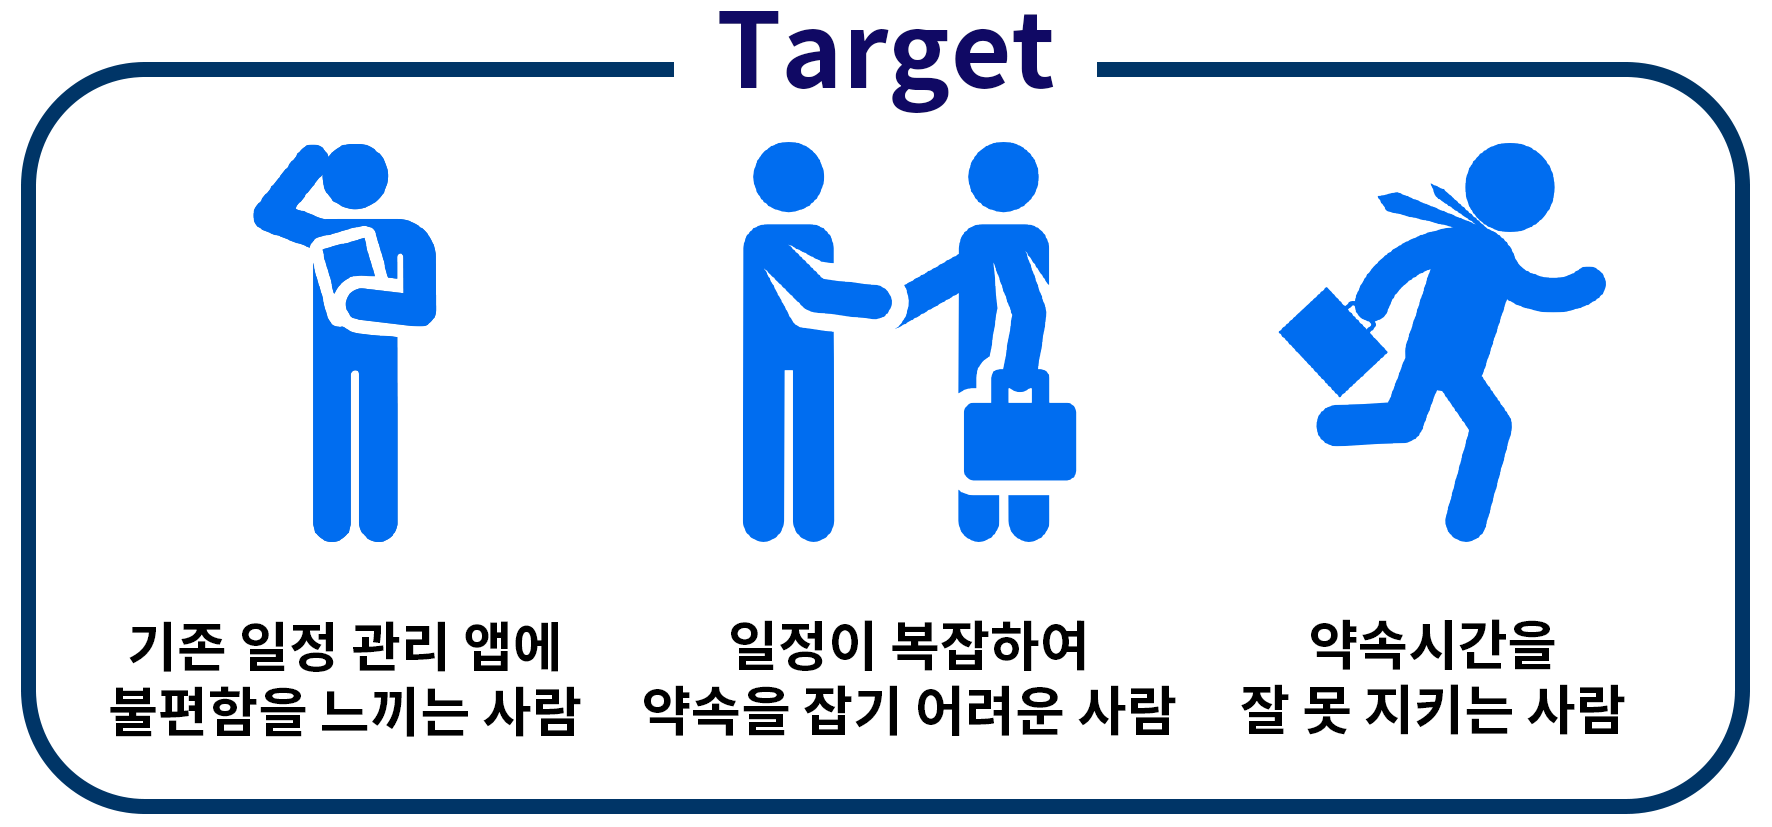 Target
기존 일정 관리 앱에
불편함을 느끼는 사람
일정이 복잡하여
약속을 잡기 어려운 사람
약속시간을
잘 못 지키는 사람